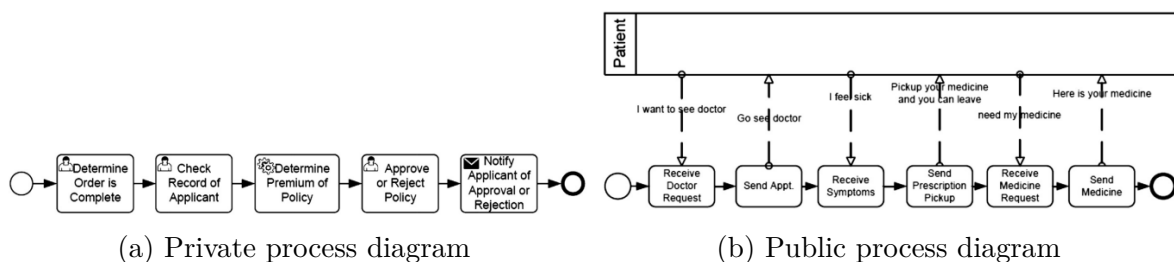 Patient
I want to see doctor
Go see doctor
I feel sick
Pickup your medicine
and you can leave
need my medicine
Here is your medicine
Determine
Order is
Complete
Check
Record of
Applicant
Determine
Premium of
Policy
Approve
or Reject
Policy
Notify
Applicant of
Approval or
Rejection
Receive
Doctor
Request
Send Appt.
Receive
Symptoms
Send
Prescription
Pickup
Receive
Medicine
Request
Send
Medicine
(a) Private process diagram
(b) Public process diagram